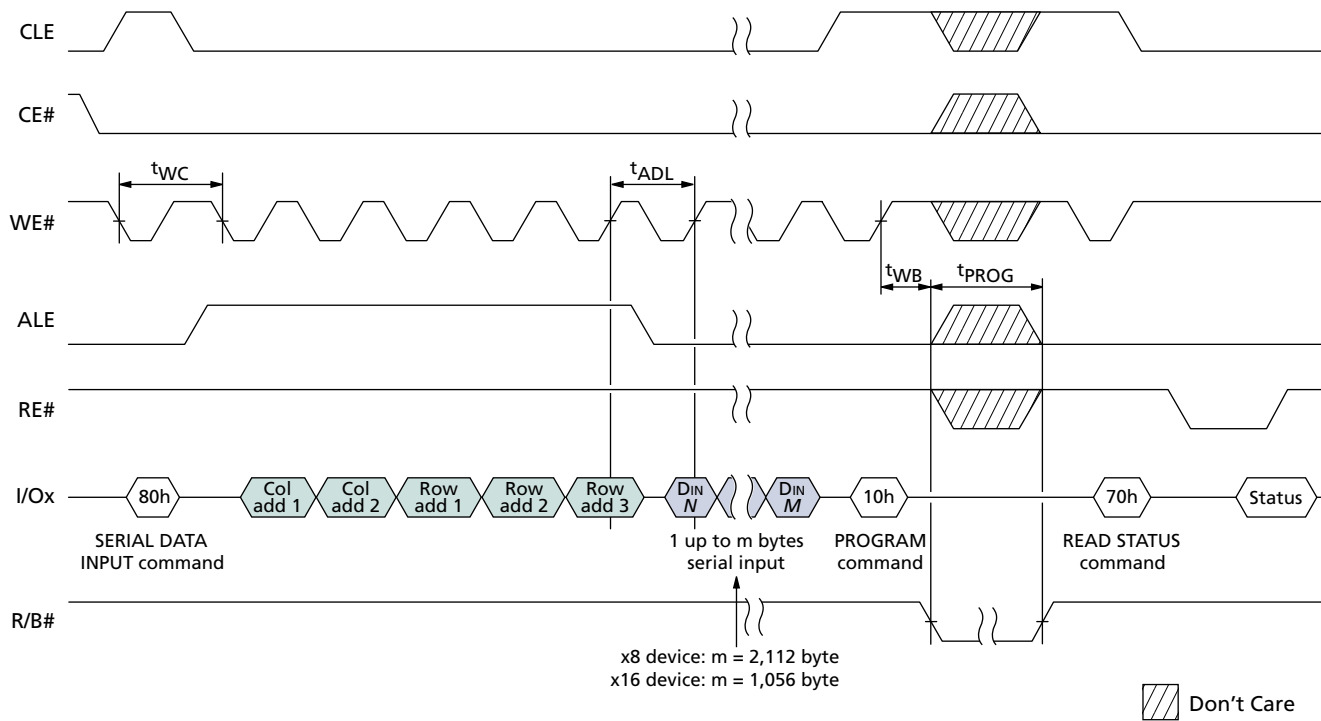 CLE
CE#
tWC
tADL
WE#
tWB
tPROG
ALE
RE#
I/Ox
80h
Col
add 1
Col
add 2
Row
add 1
Row
add 2
Row
add 3
DIN
N
DIN
M
10h
70h
Status
SERIAL DATA
INPUT command
1 up to m bytes
serial input
PROGRAM
command
READ STATUS
command
R/B#
x8 device: m = 2,112 byte
x16 device: m = 1,056 byte
Don't Care